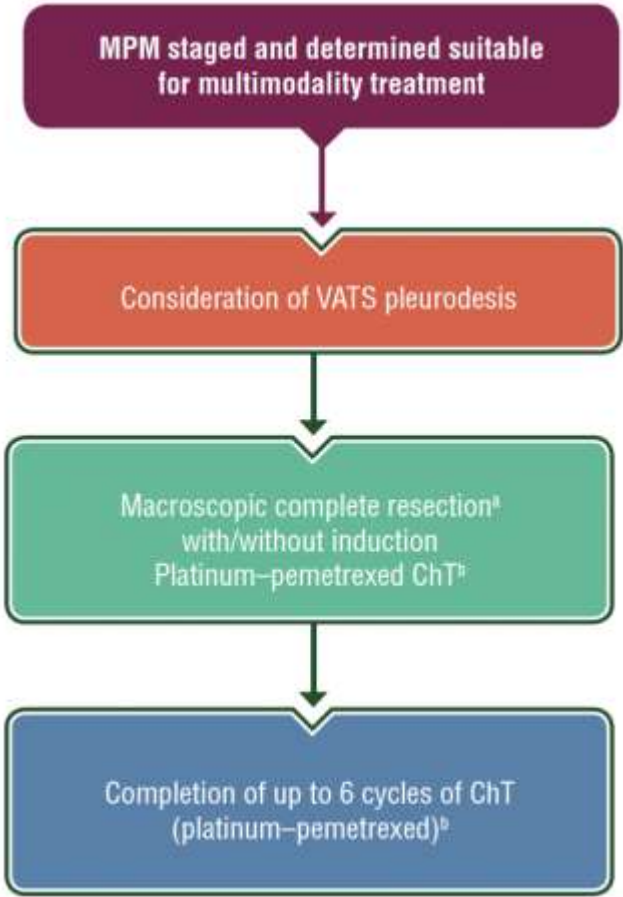 MPM staged and determined suitable
for multimodality treatment
Consideration of VATS pleurodesis
Macroscopic complete resectionᵃ
with/without induction
Platinum–pemetrexed ChTᵇ
Completion of up to 6 cycles of ChT
(platinum–pemetrexed)ᵇ